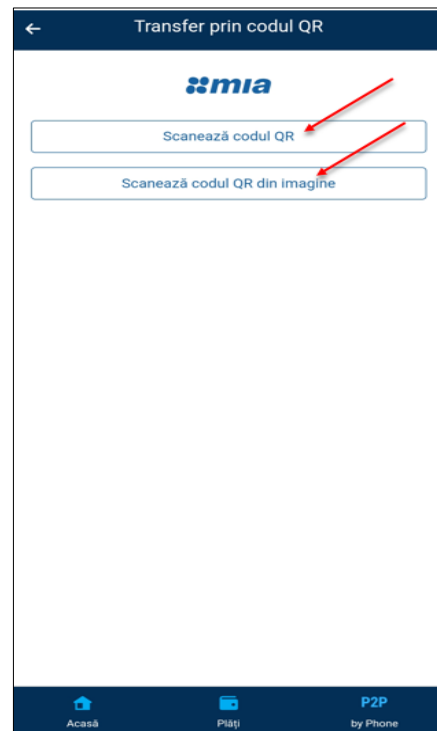 Transfer prin codul QR
mia
Scanează codul QR
Scanează codul QR din imagine
P2P
Acasă
Plăți
by Phone